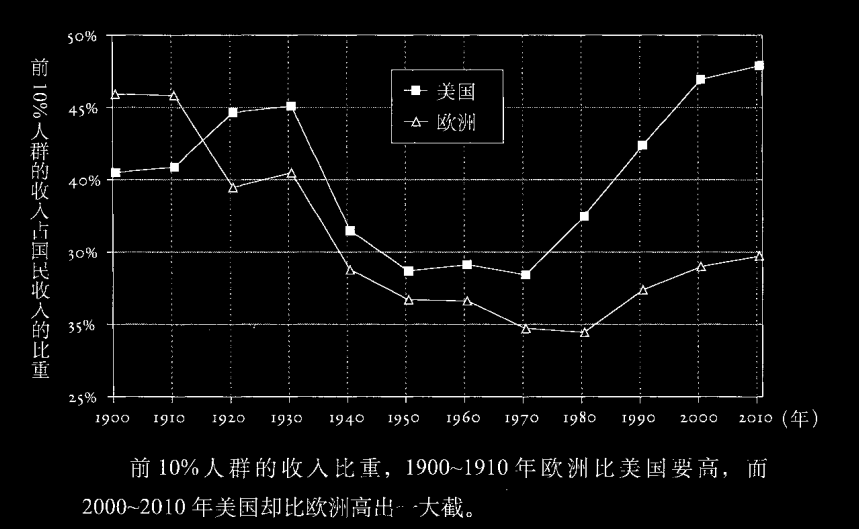 前10%人群的收入占国民收入的比重
50%
45%
40%
30%
35%
25%
美国
欧洲
1900 1910 1920 1930 1940 1950 1960 1970 1980 1990 2000 2010 (年)
前10%人群的收入比重，1900~1910年欧洲比美国要高，而
2000~2010年美国却比欧洲高出一大截。